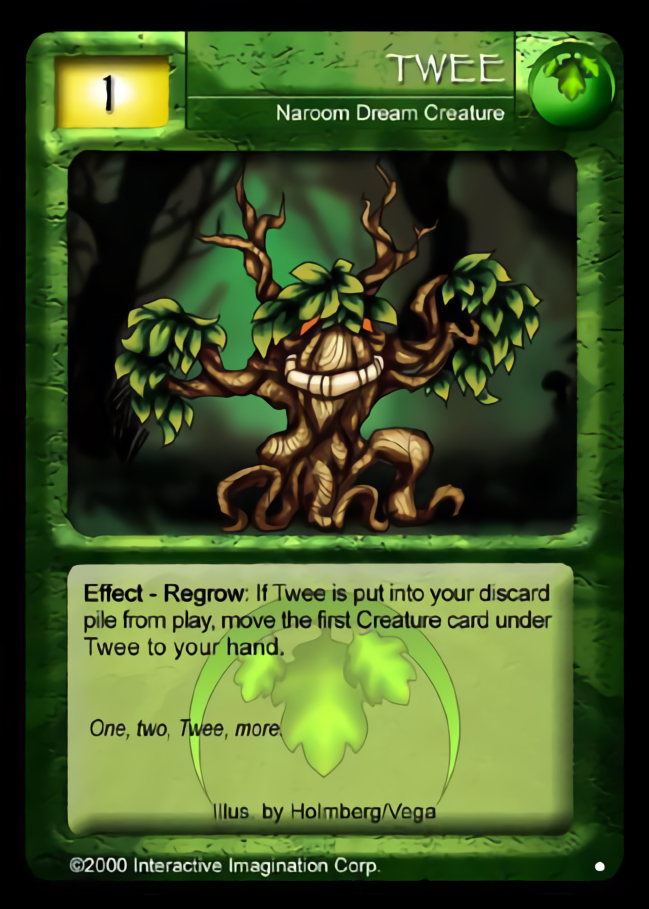 1
TWEE
Naroom Dream Creature
Effect - Regrow: If Twee is put into your discard
pile from play, move the first Creature card under
Twee to your hand.
One, two, Twee, more.
Illus. by Holmberg/Vega
©2000 Interactive Imagination Corp.